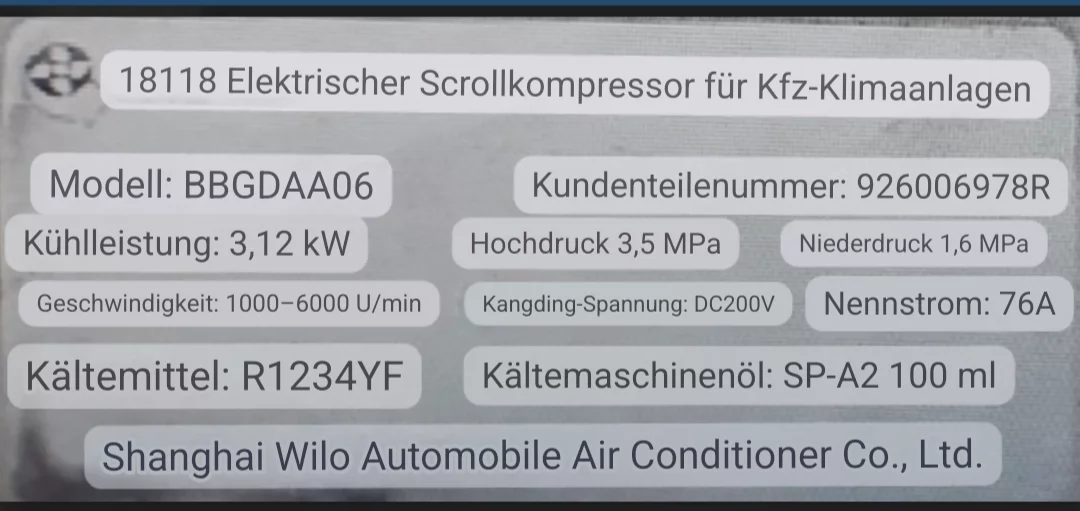 18118 Elektrischer Scrollkompressor für Kfz-Klimaanlagen
Modell: BBGDAA06 Kundenteilenummer: 926006978R
Kühlleistung: 3,12 kW Hochdruck 3,5 MPa Niederdruck 1,6 MPa
Geschwindigkeit: 1000–6000 U/min Kangding-Spannung: DC200V Nennstrom: 76A
Kältemittel: R1234YF Kältemaschinenöl: SP-A2 100 ml
Shanghai Wilo Automobile Air Conditioner Co., Ltd.